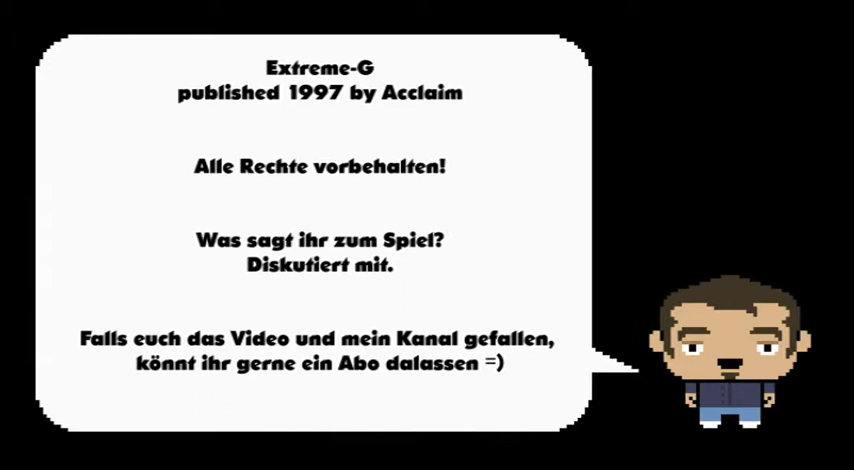 Extreme-G
published 1997 by Acclaim
Alle Rechte vorbehalten!
Was sagt ihr zum Spiel?
Diskutiert mit.
Falls euch das Video und mein Kanal gefallen,
könnt ihr gerne ein Abo dalassen =)